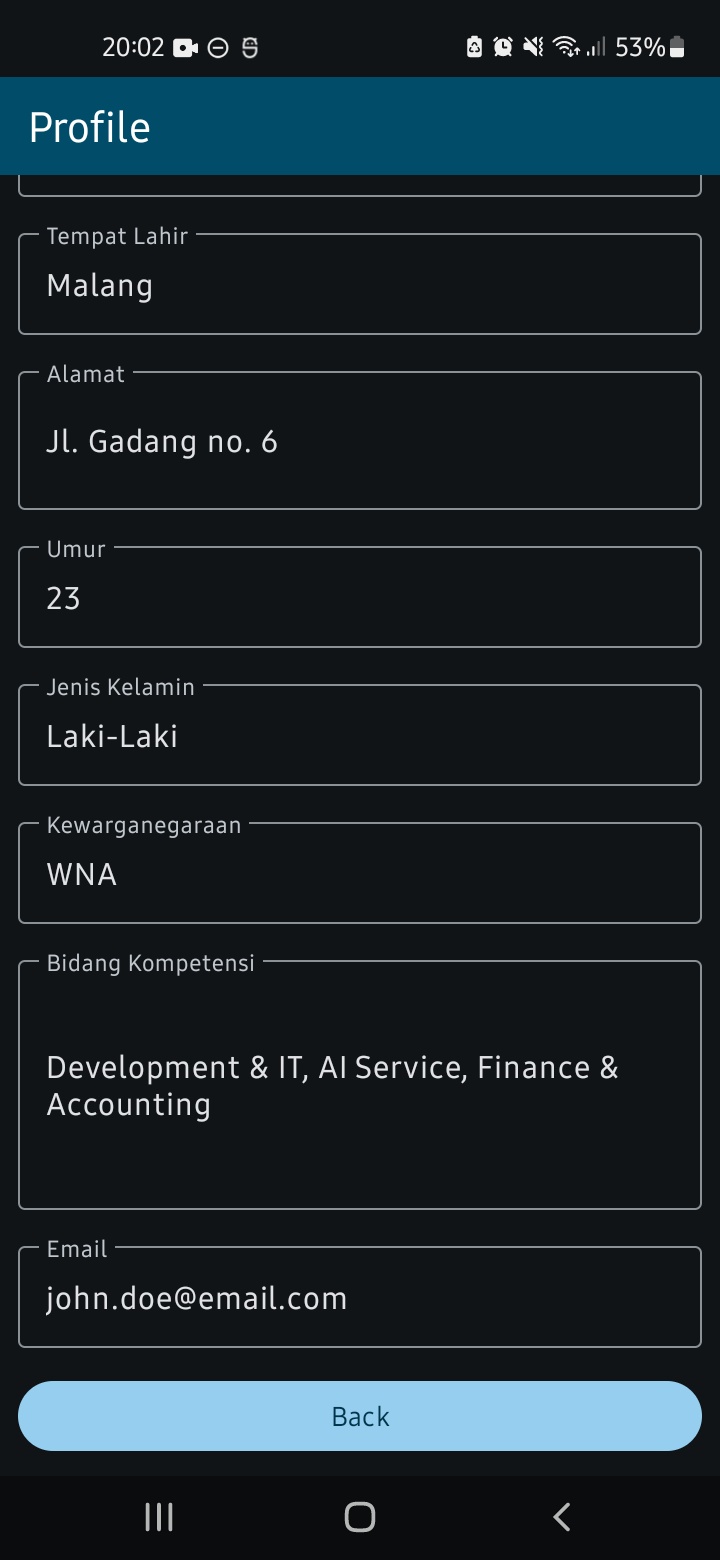 20:02
53%
Profile
Tempat Lahir
Malang
Alamat
Jl. Gadang no. 6
Umur
23
Jenis Kelamin
Laki-Laki
Kewarganegaraan
WNA
Bidang Kompetensi
Development & IT, AI Service, Finance &
Accounting
Email
john.doe@email.com
Back